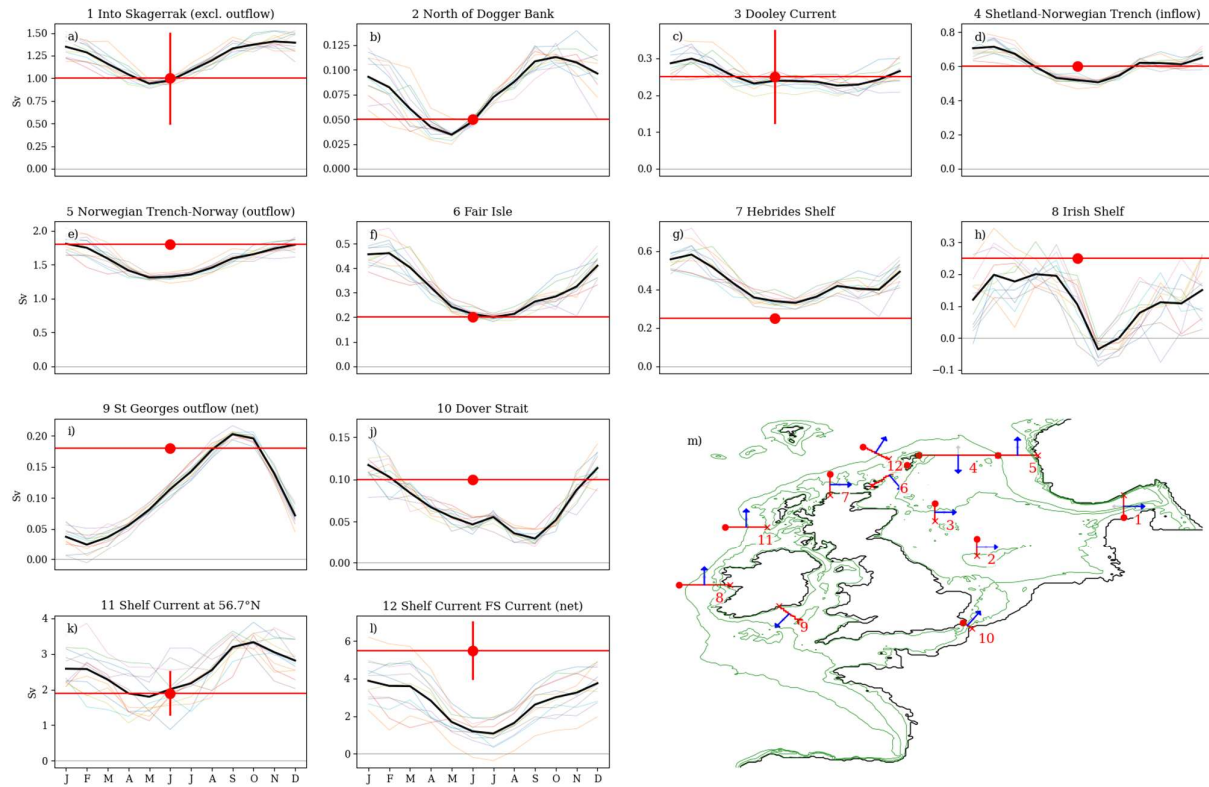 1 Into Skagerrak (excl. outflow)
2 North of Dogger Bank
3 Dooley Current
4 Shetland-Norwegian Trench (inflow)
a)
b)
c)
d)
1.50
1.25
1.00
0.75
0.50
0.25
0.00
Sv
0.125
0.100
0.075
0.050
0.025
0.000
0.3
0.2
0.1
0.0
0.8
0.6
0.4
0.2
0.0
5 Norwegian Trench-Norway (outflow)
6 Fair Isle
7 Hebrides Shelf
8 Irish Shelf
e)
f)
g)
h)
2.0
1.5
1.0
0.5
0.0
Sv
0.5
0.4
0.3
0.2
0.1
0.0
0.6
0.4
0.2
0.0
0.3
0.2
0.1
0.0
−0.1
9 St Georges outflow (net)
10 Dover Strait
i)
j)
0.20
0.15
0.10
0.05
0.00
0.15
0.10
0.05
0.00
11 Shelf Current at 56.7°N
12 Shelf Current FS Current (net)
k)
l)
4
3
2
1
0
Sv
6
4
2
0
J F M A M J J A S O N D
J F M A M J J A S O N D
m)
12
4
5
6
7
3
1
11
2
8
9
10